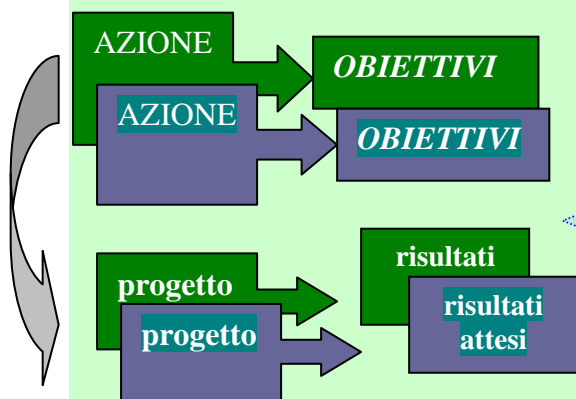 AZIONE
OBIETTIVI
AZIONE
OBIETTIVI
progetto
risultati
progetto
risultati
attesi